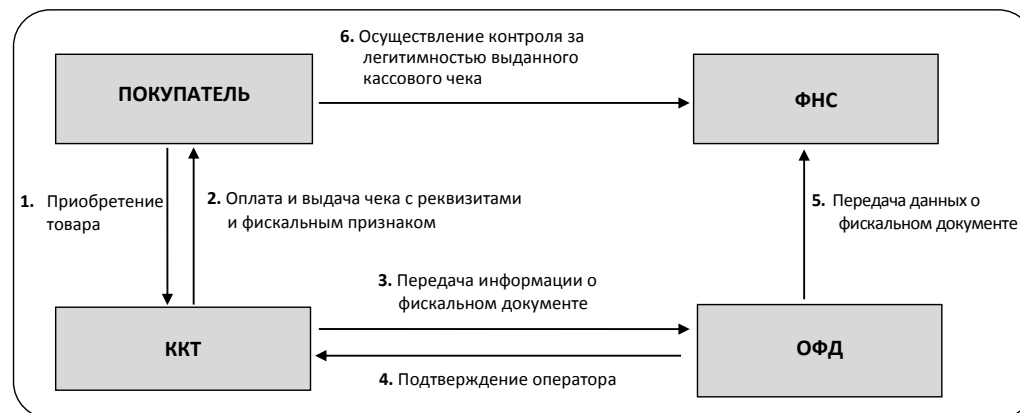 6. Осуществление контроля за
легитимностью выданного
кассового чека
ПОКУПАТЕЛЬ
ФНС
1. Приобретение
товара
2. Оплата и выдача чека с реквизитами
и фискальным признаком
5. Передача данных о
фискальном документе
3. Передача информации о
фискальном документе
ККТ
ОФД
4. Подтверждение оператора